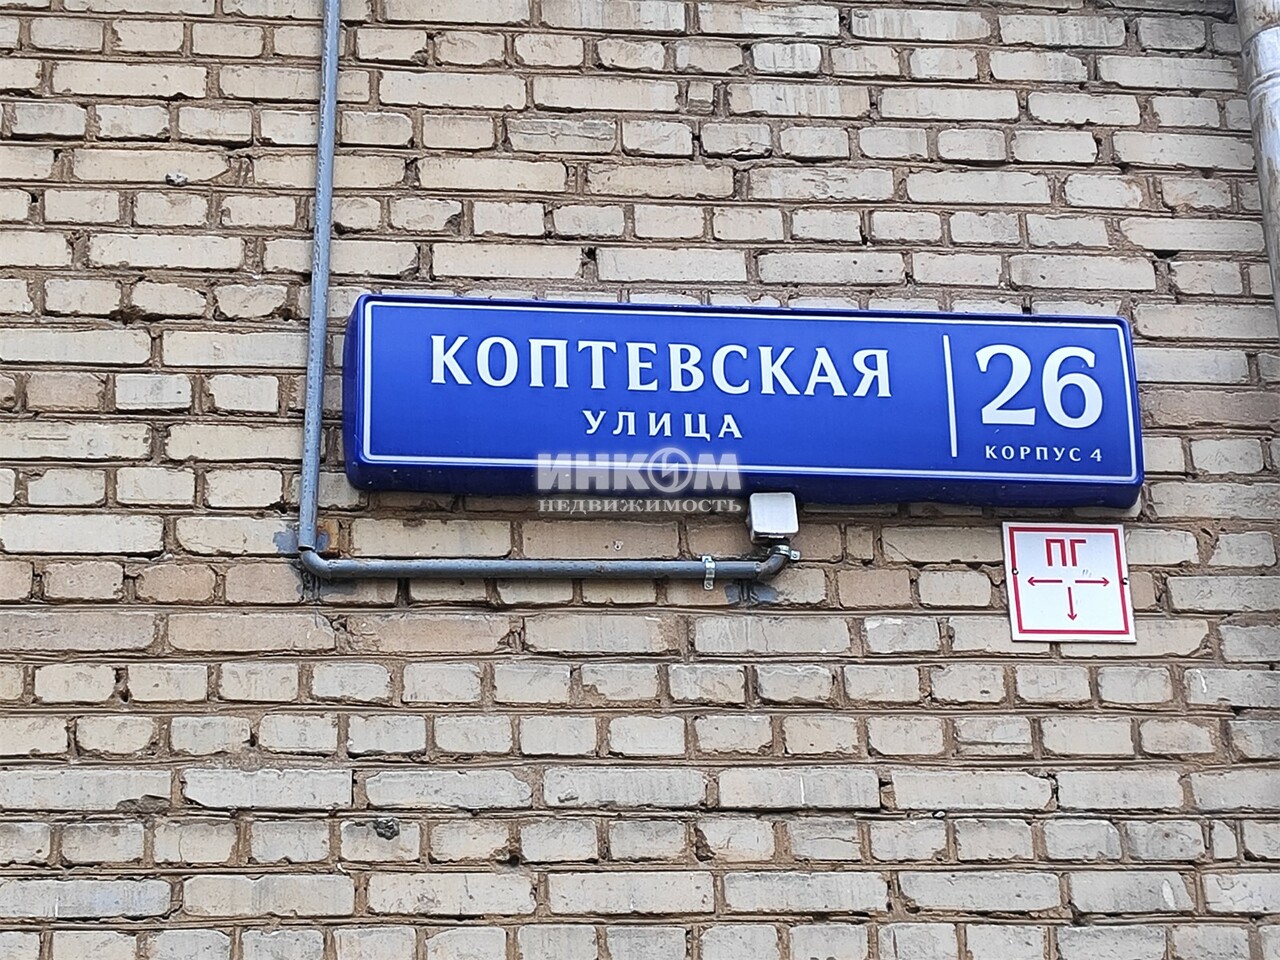 КОПТЕВСКАЯ
УЛИЦА
26
КОРПУС 4
ИНКОМ
НЕДВИЖИМОСТЬ
ПГ